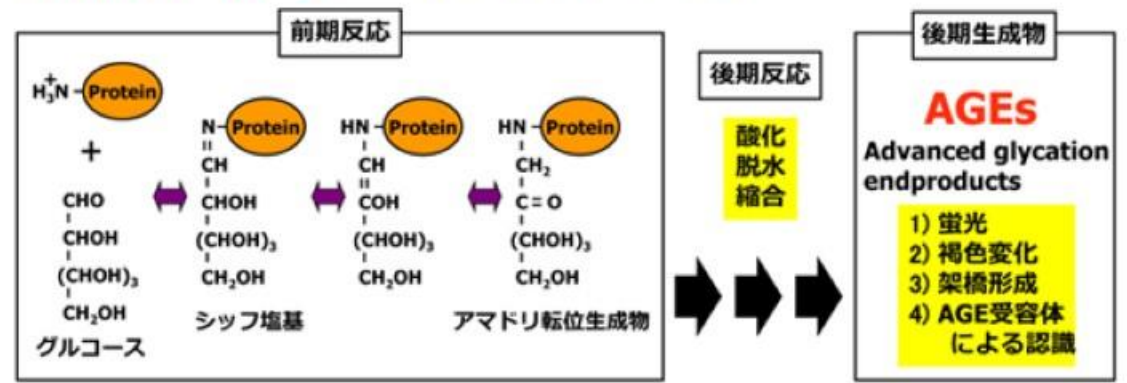 前期反応
H₃N⁺-Protein
+
CHO
CHOH
(CHOH)₃
CH₂OH
グルコース
N-Protein
CH
CHOH
(CHOH)₃
CH₂OH
シッフ塩基
HN-Protein
CH
COH
(CHOH)₃
CH₂OH
HN-Protein
CH₂
C=O
(CHOH)₃
CH₂OH
アマドリ転位生成物
後期反応
酸化
脱水
縮合
後期生成物
AGEs
Advanced glycation
endproducts
1) 蛍光
2) 褐色変化
3) 架橋形成
4) AGE受容体
による認識